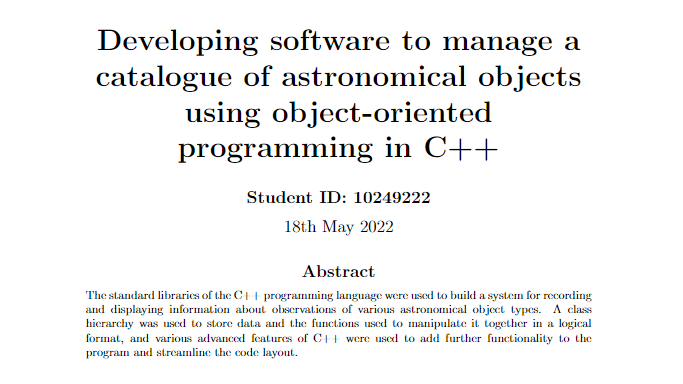 Developing software to manage a
catalogue of astronomical objects
using object-oriented
programming in C++
Student ID: 10249222
18th May 2022
Abstract
The standard libraries of the C++ programming language were used to build a system for recording
and displaying information about observations of various astronomical object types. A class
hierarchy was used to store data and the functions used to manipulate it together in a logical
format, and various advanced features of C++ were used to add further functionality to the
program and streamline the code layout.